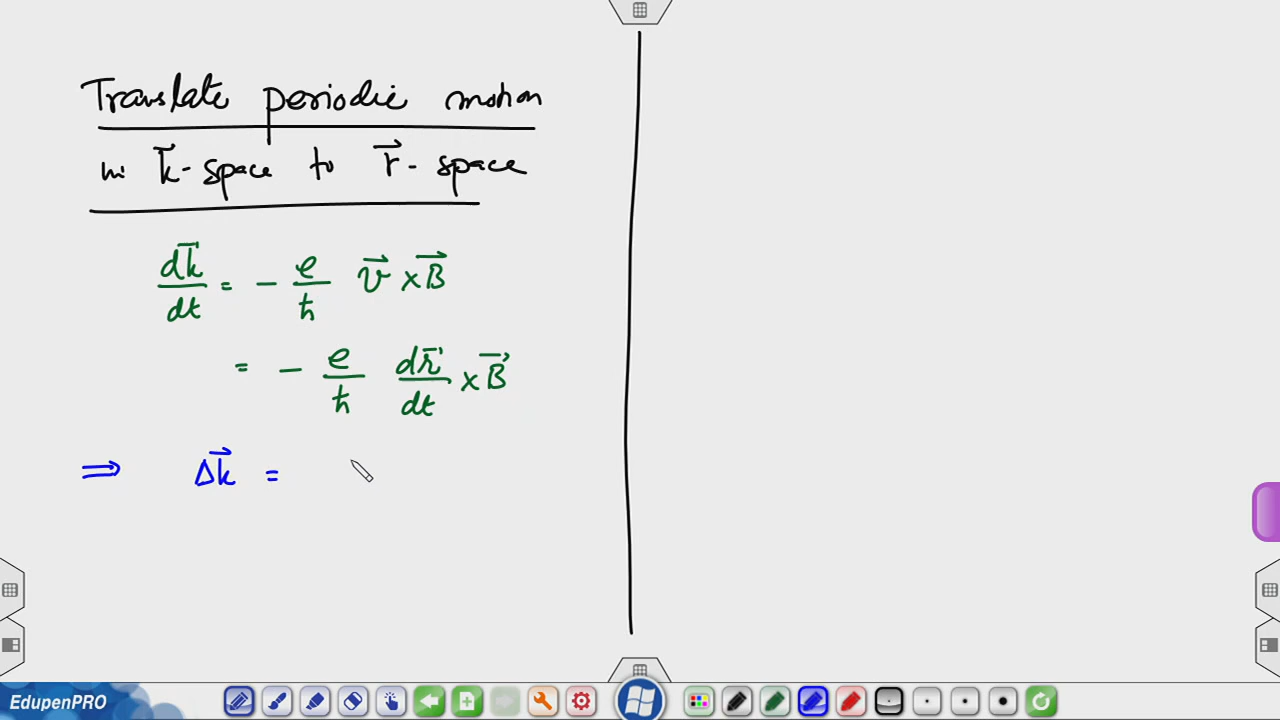 Translate periodic motion
in k⃗-space to r⃗-space
dk⃗/dt = - e/ħ v⃗ × B⃗
= - e/ħ dr⃗/dt × B⃗
⇒ Δk⃗ =
EdupenPRO